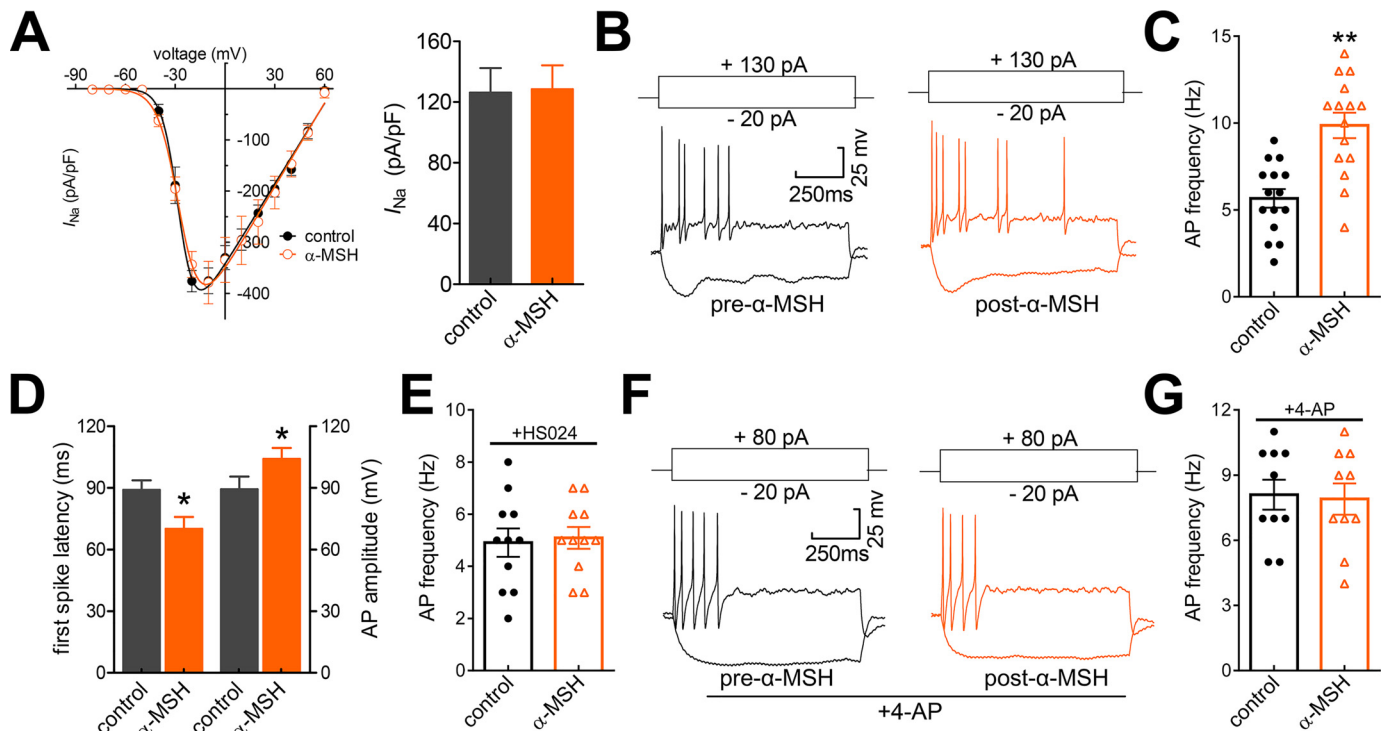 A
voltage (mV)
-90 -60 -30 0 30 60
-100
-200
-300
-400
I Na (pA/pF)
control
α-MSH
160
120
80
40
0
I Na (pA/pF)
control
α-MSH
B
+ 130 pA
- 20 pA
25 mv
250ms
pre-α-MSH
+ 130 pA
- 20 pA
post-α-MSH
C
15
10
5
0
AP frequency (Hz)
**
control
α-MSH
D
120
90
60
30
0
first spike latency (ms)
*
*
120
90
60
30
0
AP amplitude (mV)
control
α-MSH
control
α-MSH
E
10
8
6
4
2
0
AP frequency (Hz)
+HS024
control
α-MSH
F
+ 80 pA
- 20 pA
25 mv
250ms
pre-α-MSH
+ 80 pA
- 20 pA
post-α-MSH
+4-AP
G
12
9
6
3
0
AP frequency (Hz)
+4-AP
control
α-MSH